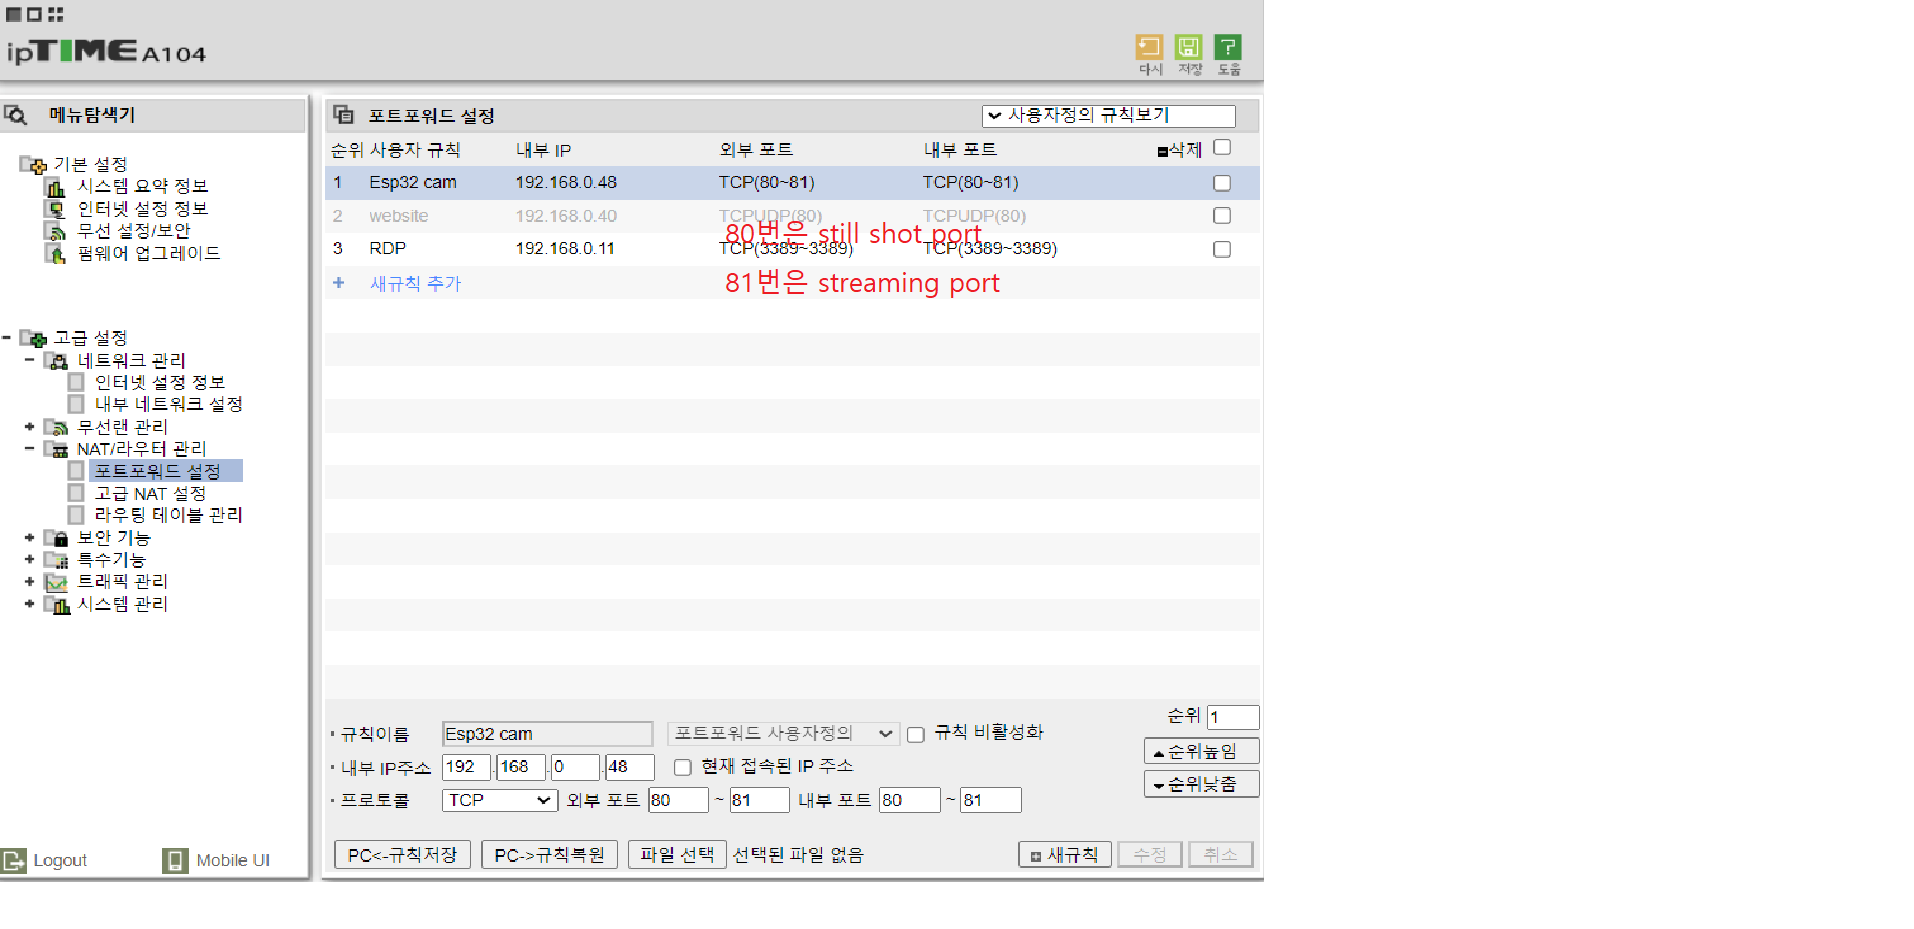 ipTIME A104
다시 저장 도움
메뉴탐색기
기본 설정
시스템 요약 정보
인터넷 설정 정보
무선 설정/보안
펌웨어 업그레이드
고급 설정
네트워크 관리
인터넷 설정 정보
내부 네트워크 설정
무선랜 관리
NAT/라우터 관리
포트포워드 설정
고급 NAT 설정
라우팅 테이블 관리
보안 기능
특수기능
트래픽 관리
시스템 관리
Logout Mobile UI
포트포워드 설정 사용자정의 규칙보기
순위 사용자 규칙 내부 IP 외부 포트 내부 포트 삭제
1 Esp32 cam 192.168.0.48 TCP(80~81) TCP(80~81)
2 website 192.168.0.40 TCPUDP(80) TCPUDP(80)
80번은 still shot port
3 RDP 192.168.0.11 TCP(3389~3389) TCP(3389~3389)
+ 새규칙 추가
81번은 streaming port
순위 1
규칙이름 Esp32 cam 포트포워드 사용자정의 규칙 비활성화
순위높임
내부 IP주소 192 . 168 . 0 . 48 현재 접속된 IP 주소
순위낮춤
프로토콜 TCP 외부 포트 80 ~ 81 내부 포트 80 ~ 81
PC<-규칙저장 PC->규칙복원 파일 선택 선택된 파일 없음 새규칙 수정 취소